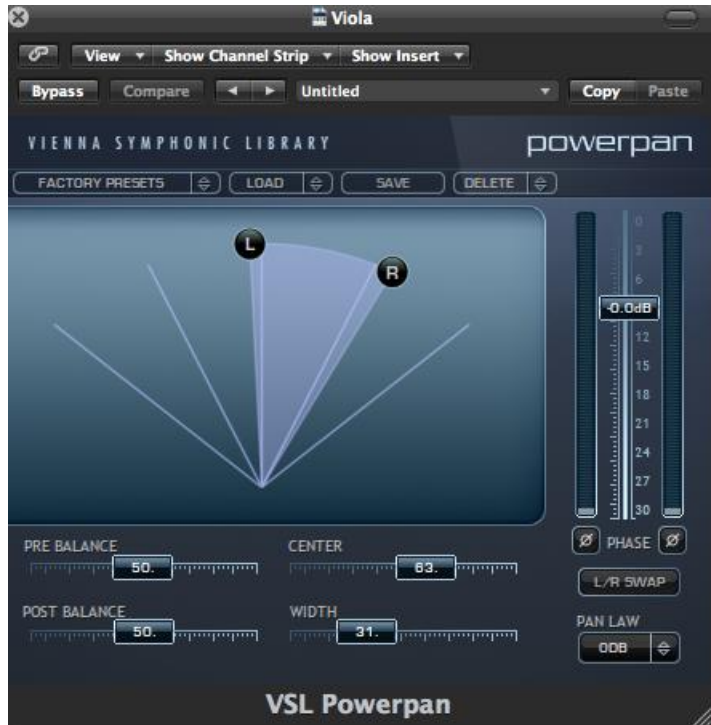 Viola
View Show Channel Strip Show Insert
Bypass Compare Untitled Copy Paste
VIENNA SYMPHONIC LIBRARY powerpan
FACTORY PRESETS LOAD SAVE DELETE
L
R
0
3
6
-0.0dB
12
15
18
21
24
27
30
PRE BALANCE CENTER
50. 63.
POST BALANCE WIDTH
50. 31.
Ø PHASE Ø
L/R SWAP
PAN LAW
0DB
VSL Powerpan